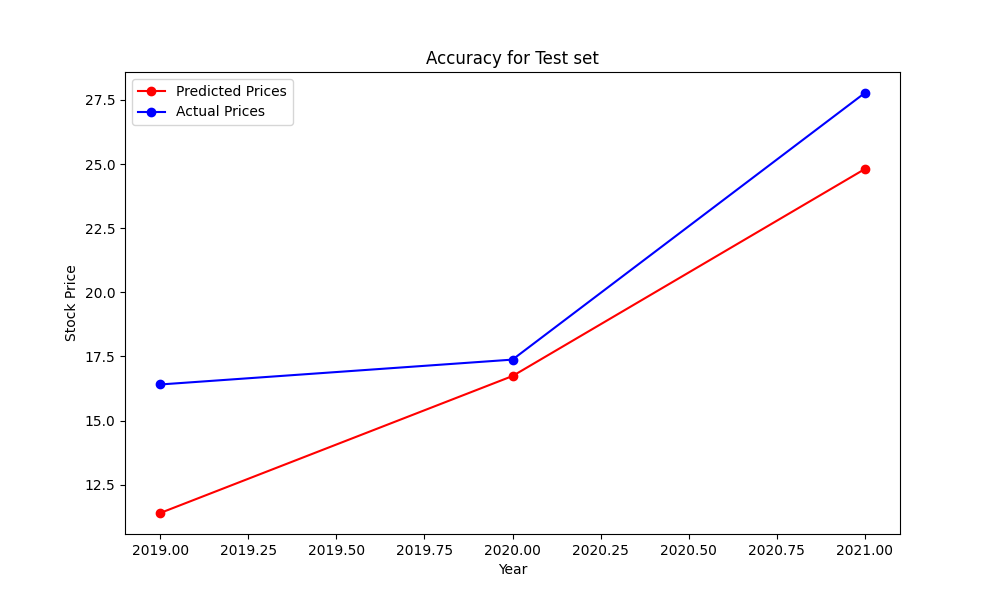 Accuracy for Test set
Predicted Prices
Actual Prices
27.5
25.0
22.5
20.0
17.5
15.0
12.5
Stock Price
2019.00 2019.25 2019.50 2019.75 2020.00 2020.25 2020.50 2020.75 2021.00
Year